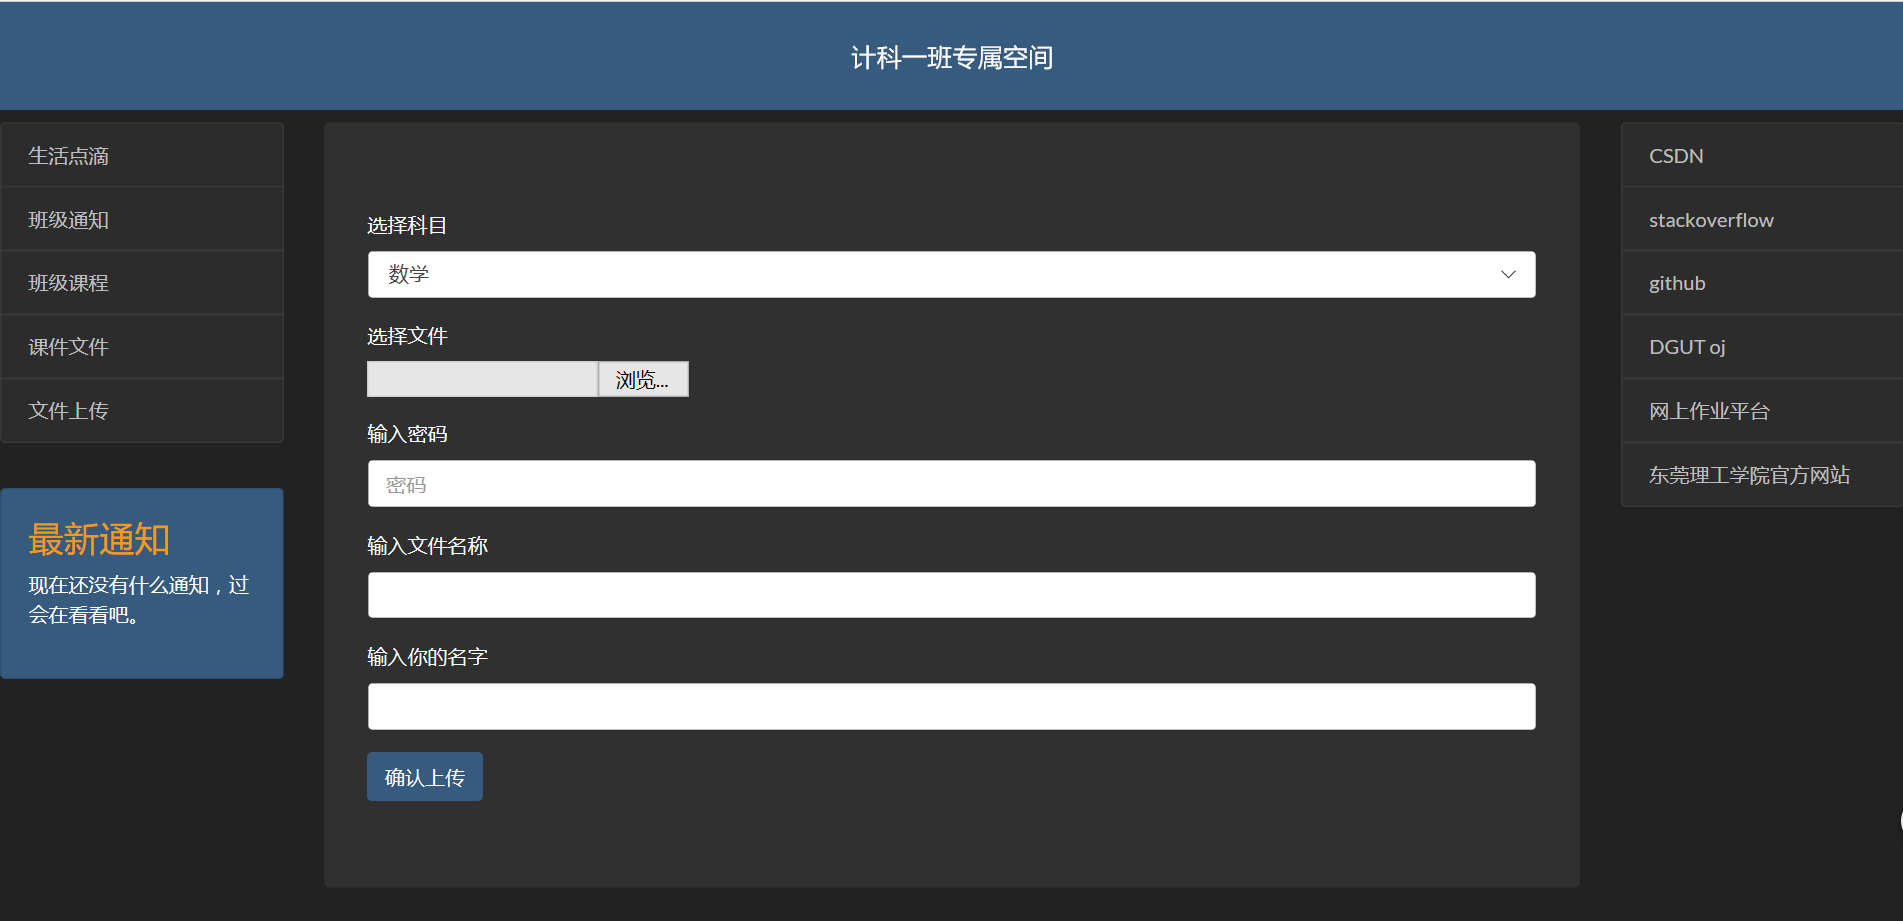 计科一班专属空间
生活点滴
班级通知
班级课程
课件文件
文件上传
最新通知
现在还没有什么通知，过
会在看看吧。
选择科目
数学
选择文件
浏览...
输入密码
密码
输入文件名称
输入你的名字
确认上传
CSDN
stackoverflow
github
DGUT oj
网上作业平台
东莞理工学院官方网站